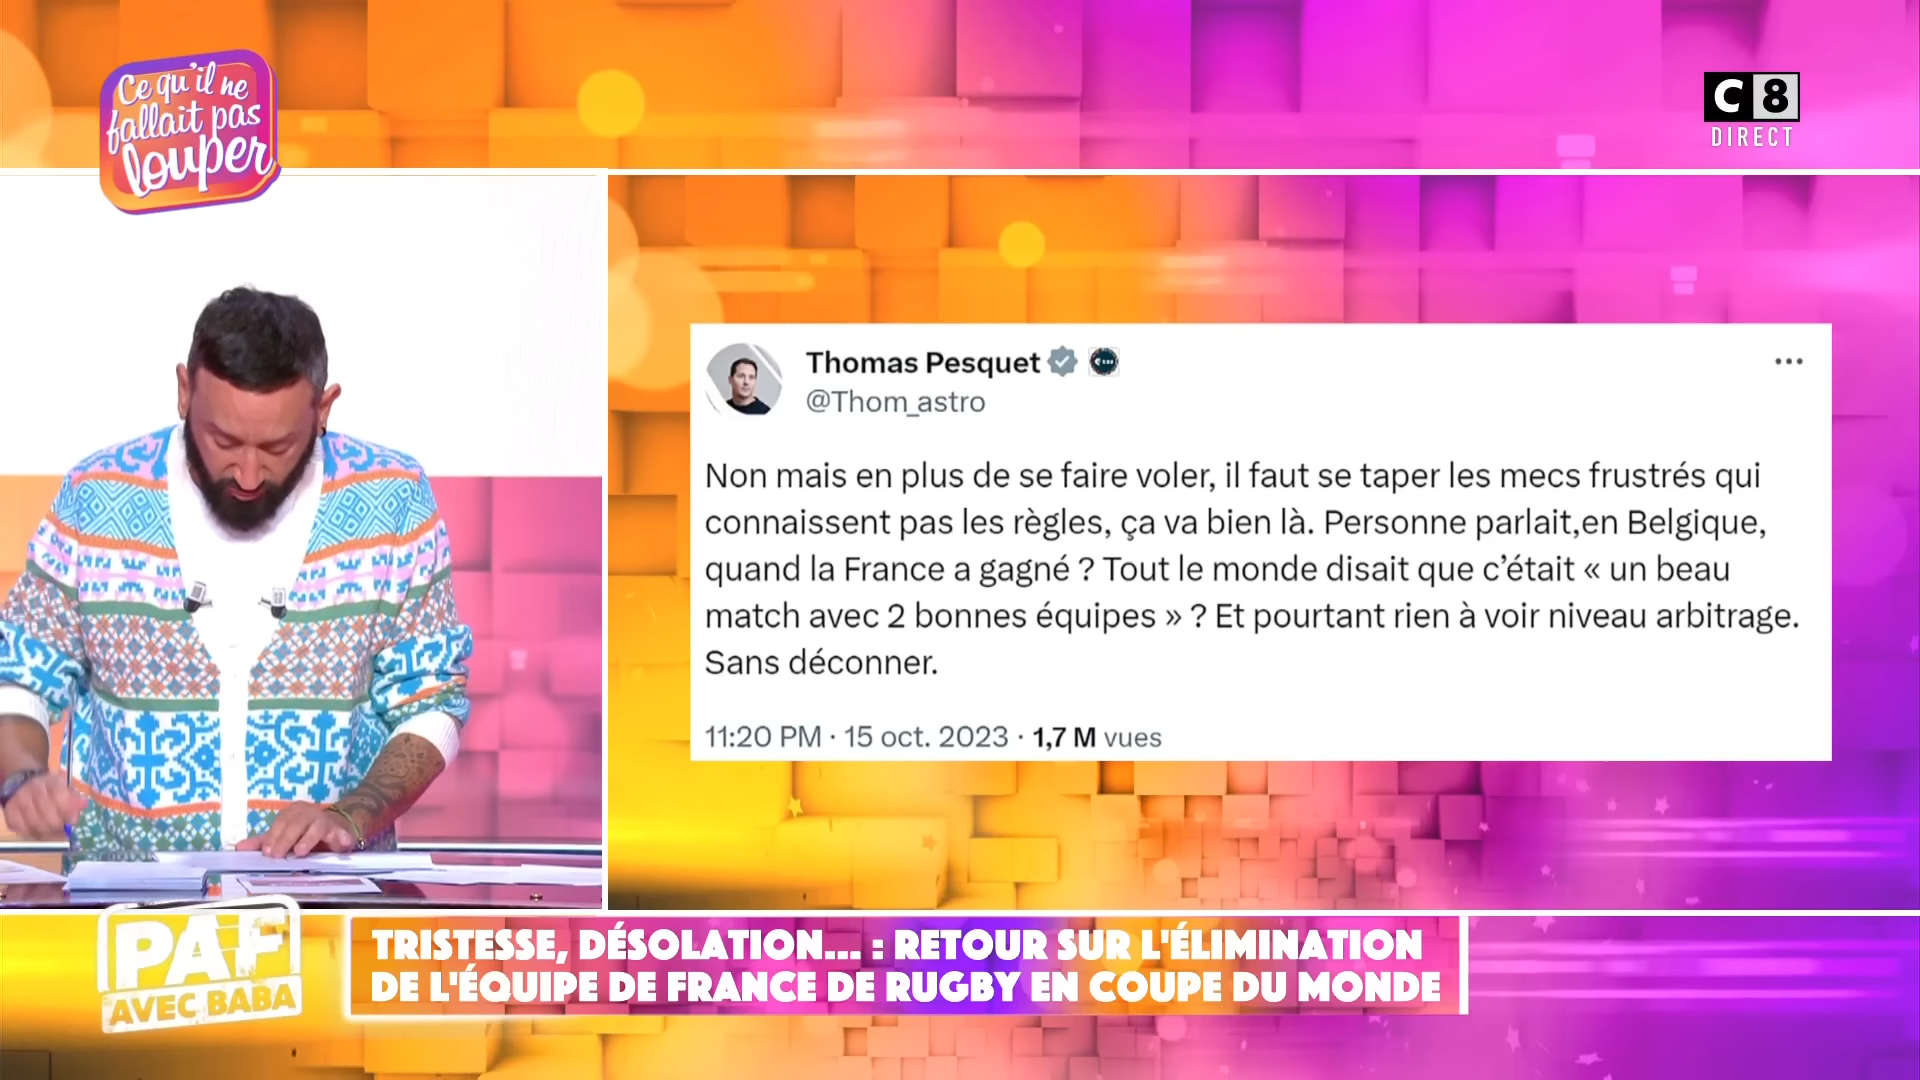 Ce qu'il ne
fallait pas
louper
C8
DIRECT
Thomas Pesquet
@Thom_astro
Non mais en plus de se faire voler, il faut se taper les mecs frustrés qui
connaissent pas les règles, ça va bien là. Personne parlait,en Belgique,
quand la France a gagné ? Tout le monde disait que c’était « un beau
match avec 2 bonnes équipes » ? Et pourtant rien à voir niveau arbitrage.
Sans déconner.
11:20 PM · 15 oct. 2023 · 1,7 M vues
PAF
AVEC BABA
TRISTESSE, DÉSOLATION... : RETOUR SUR L'ÉLIMINATION
DE L'ÉQUIPE DE FRANCE DE RUGBY EN COUPE DU MONDE